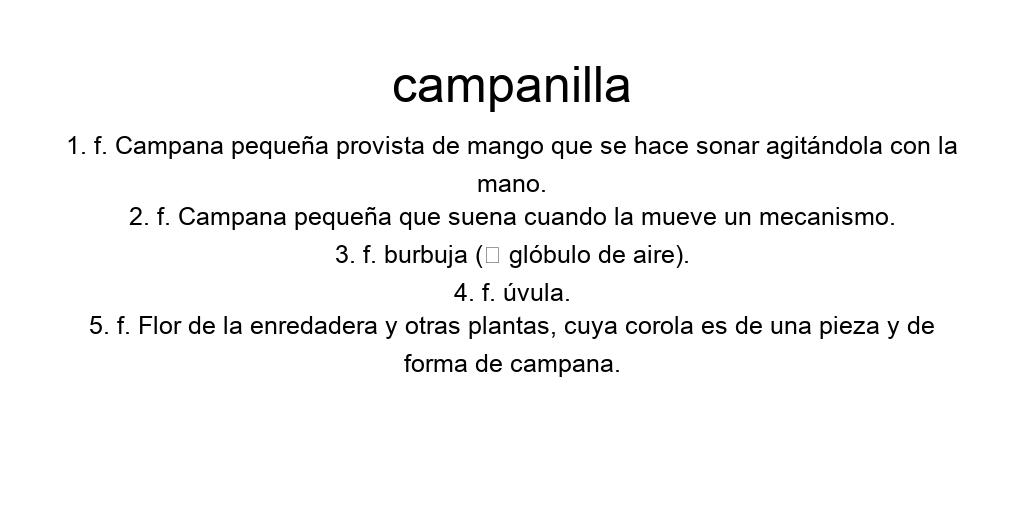 campanilla
1. f. Campana pequeña provista de mango que se hace sonar agitándola con la
mano.
2. f. Campana pequeña que suena cuando la mueve un mecanismo.
3. f. burbuja (□ glóbulo de aire).
4. f. úvula.
5. f. Flor de la enredadera y otras plantas, cuya corola es de una pieza y de
forma de campana.